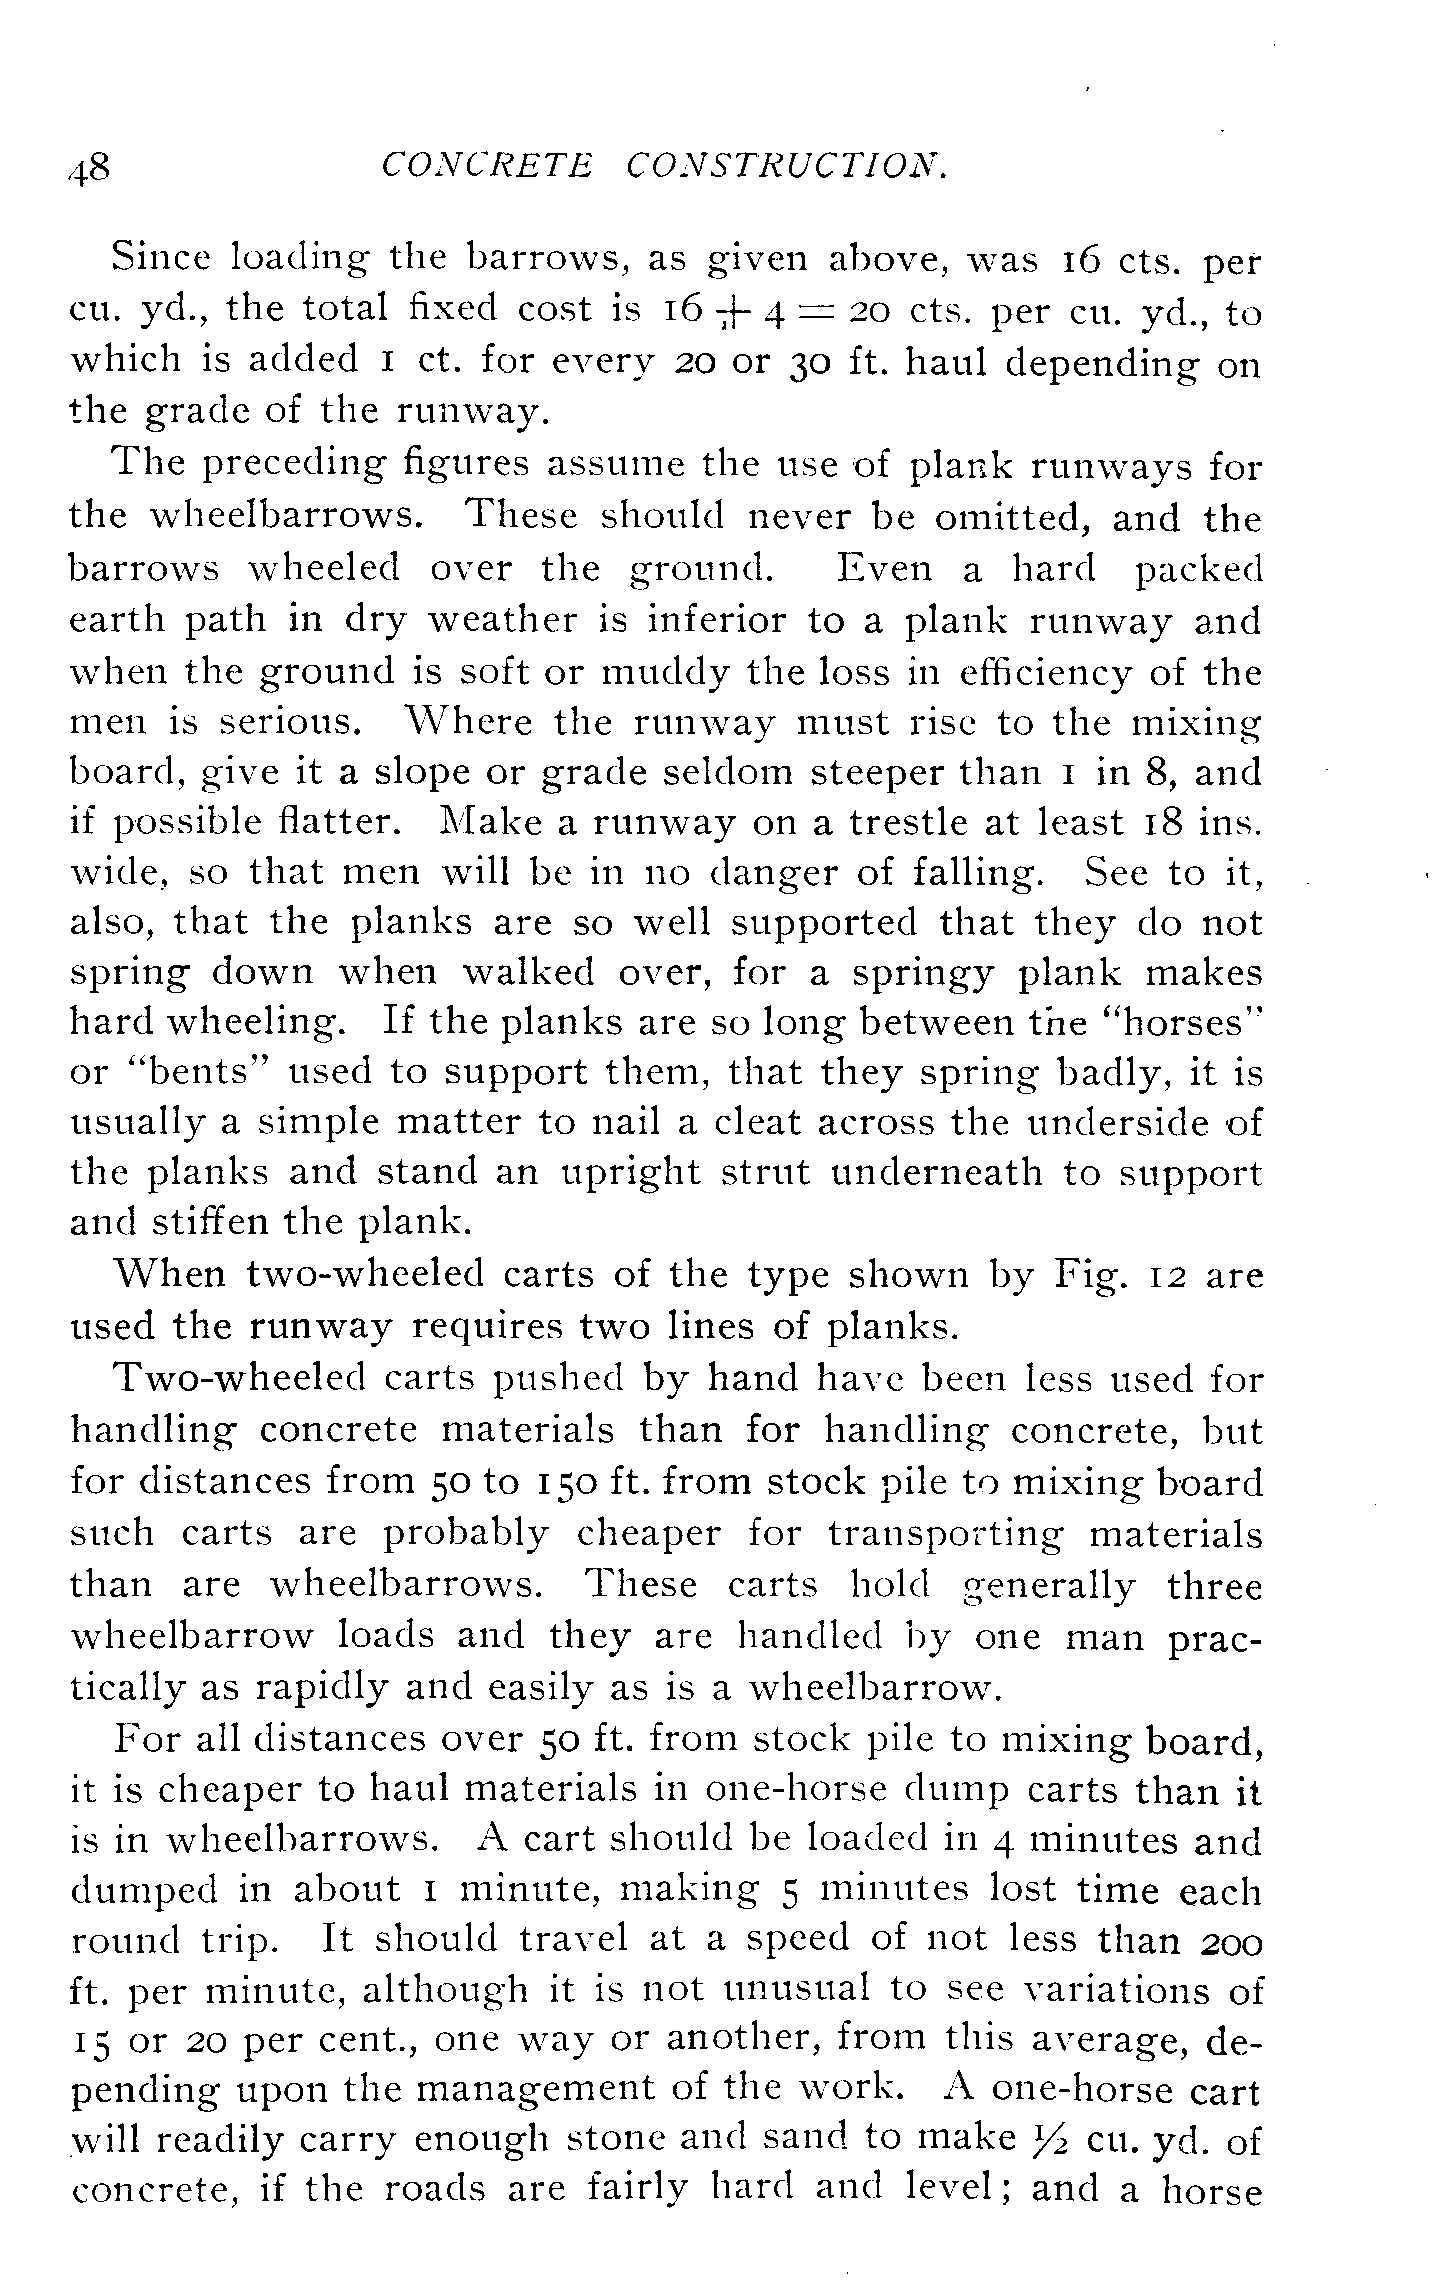 48 CONCRETE CONSTRUCTION.
Since loading the barrows, as given above, was 16 cts. per
cu. yd., the total fixed cost is 16 + 4 = 20 cts. per cu. yd., to
which is added 1 ct. for every 20 or 30 ft. haul depending on
the grade of the runway.
The preceding figures assume the use of plank runways for
the wheelbarrows. These should never be omitted, and the
barrows wheeled over the ground. Even a hard packed
earth path in dry weather is inferior to a plank runway and
when the ground is soft or muddy the loss in efficiency of the
men is serious. Where the runway must rise to the mixing
board, give it a slope or grade seldom steeper than 1 in 8, and
if possible flatter. Make a runway on a trestle at least 18 ins.
wide, so that men will be in no danger of falling. See to it,
also, that the planks are so well supported that they do not
spring down when walked over, for a springy plank makes
hard wheeling. If the planks are so long between the "horses"
or "bents" used to support them, that they spring badly, it is
usually a simple matter to nail a cleat across the underside of
the planks and stand an upright strut underneath to support
and stiffen the plank.
When two-wheeled carts of the type shown by Fig. 12 are
used the runway requires two lines of planks.
Two-wheeled carts pushed by hand have been less used for
handling concrete materials than for handling concrete, but
for distances from 50 to 150 ft. from stock pile to mixing board
such carts are probably cheaper for transporting materials
than are wheelbarrows. These carts hold generally three
wheelbarrow loads and they are handled by one man prac-
tically as rapidly and easily as is a wheelbarrow.
For all distances over 50 ft. from stock pile to mixing board,
it is cheaper to haul materials in one-horse dump carts than it
is in wheelbarrows. A cart should be loaded in 4 minutes and
dumped in about 1 minute, making 5 minutes lost time each
round trip. It should travel at a speed of not less than 200
ft. per minute, although it is not unusual to see variations of
15 or 20 per cent., one way or another, from this average, de-
pending upon the management of the work. A one-horse cart
will readily carry enough stone and sand to make ½ cu. yd. of
concrete, if the roads are fairly hard and level; and a horse